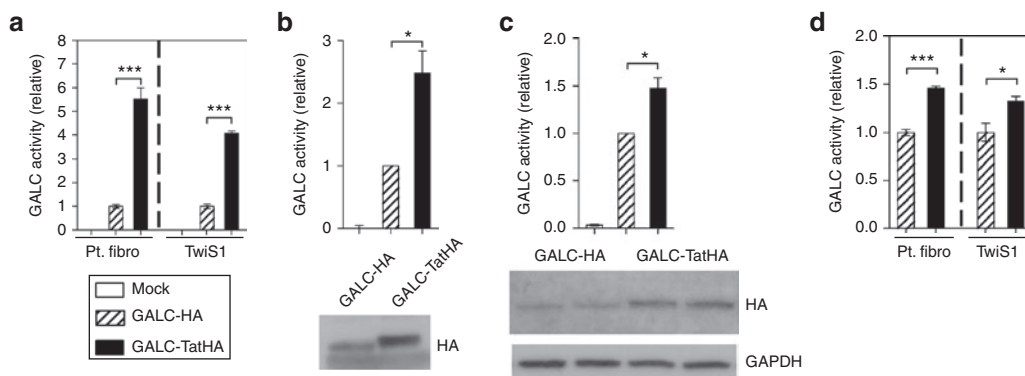 a
GALC activity (relative)
8
7
6
5
4
3
2
1
0
***
***
Pt. fibro TwiS1
Mock
GALC-HA
GALC-TatHA
b
GALC activity (relative)
3
2
1
0
*
GALC-HA
GALC-TatHA
HA
c
GALC activity (relative)
2.0
1.5
1.0
0.5
0.0
*
GALC-HA GALC-TatHA
HA
GAPDH
d
GALC activity (relative)
2.0
1.5
1.0
1.5
0.0
***
*
Pt. fibro TwiS1